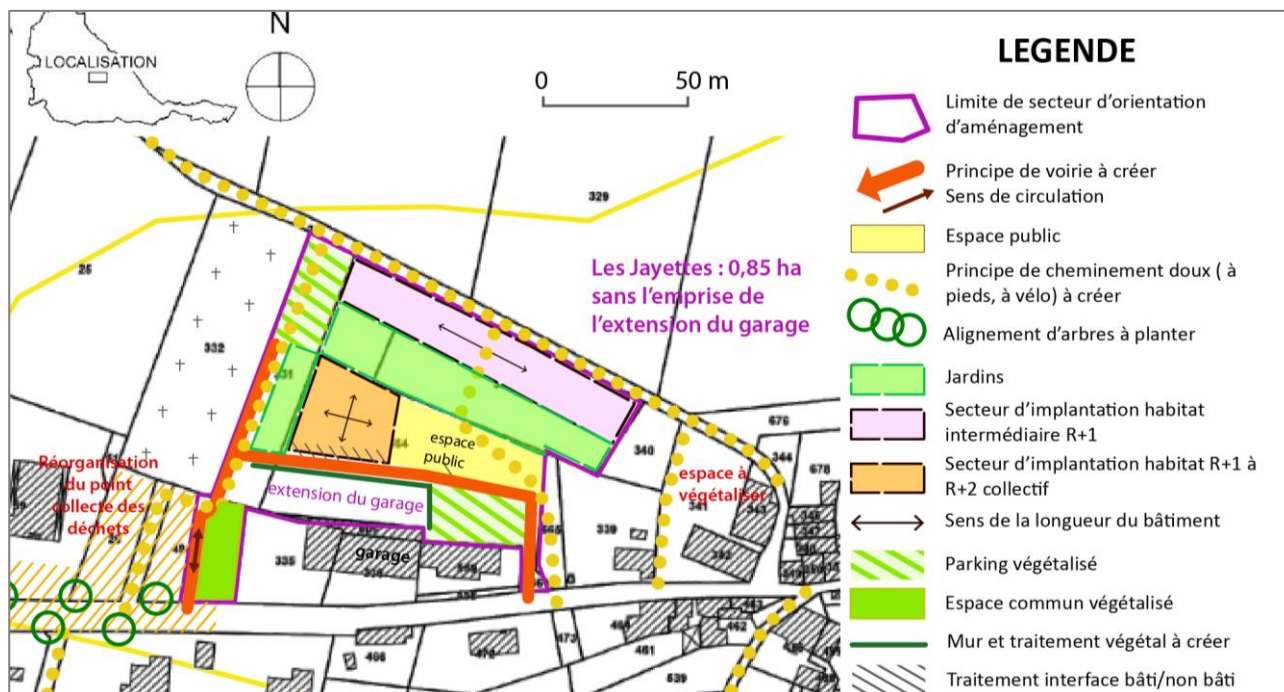 LOCALISATION
N
0 50 m
LEGENDE
Limite de secteur d'orientation
d'aménagement
Principe de voirie à créer
Sens de circulation
Espace public
Principe de cheminement doux ( à
pieds, à vélo) à créer
Alignement d'arbres à planter
Jardins
Secteur d'implantation habitat
intermédiaire R+1
Secteur d'implantation habitat R+1 à
R+2 collectif
Sens de la longueur du bâtiment
Parking végétalisé
Espace commun végétalisé
Mur et traitement végétal à créer
Traitement interface bâti/non bâti
329
25
Les Jayettes : 0,85 ha
sans l'emprise de
l'extension du garage
332
331
espace
public
340
676
344
678
Réorganisation
du point
collecte des
déchets
espace à
végétaliser
341
343
extension du garage
339
342
335
garage
466
472
473
461
462
539